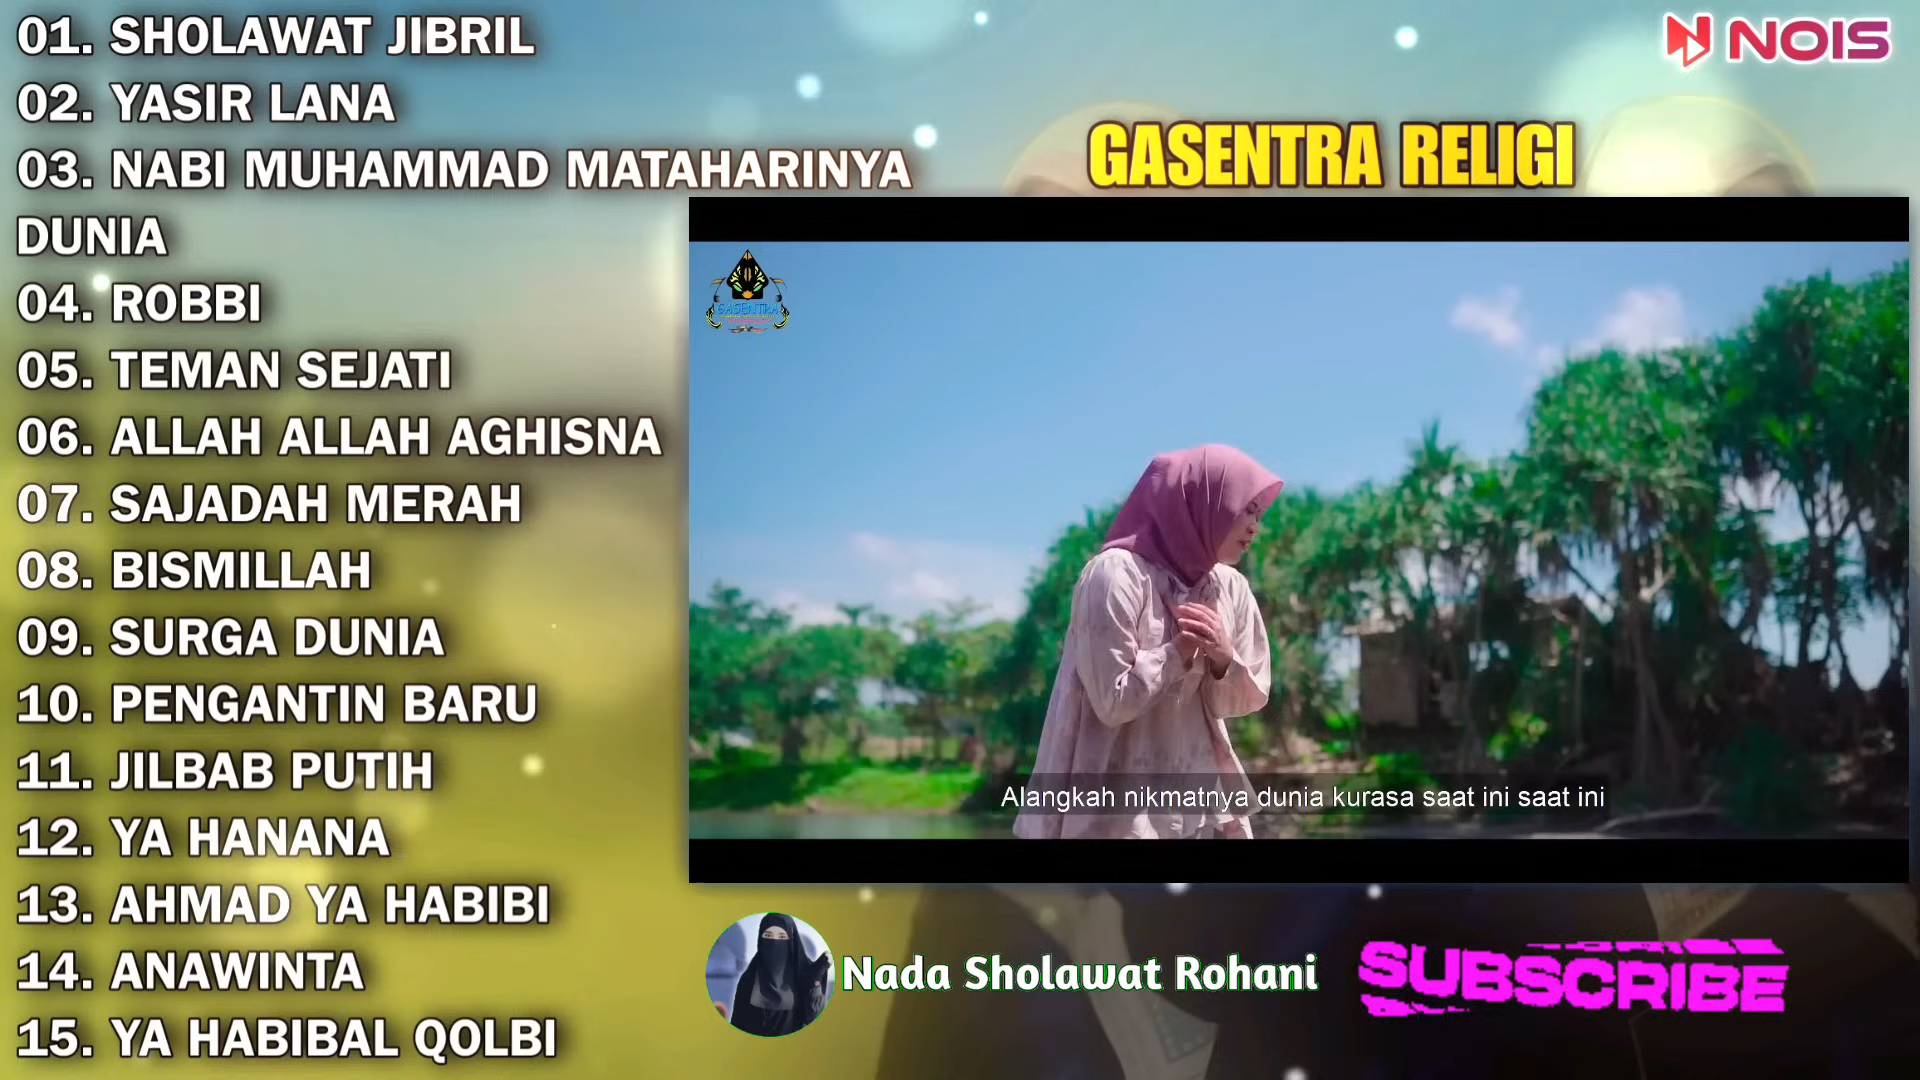 01. SHOLAWAT JIBRIL
02. YASIR LANA
03. NABI MUHAMMAD MATAHARINYA
DUNIA
04. ROBBI
05. TEMAN SEJATI
06. ALLAH ALLAH AGHISNA
07. SAJADAH MERAH
08. BISMILLAH
09. SURGA DUNIA
10. PENGANTIN BARU
11. JILBAB PUTIH
12. YA HANANA
13. AHMAD YA HABIBI
14. ANAWINTA
15. YA HABIBAL QOLBI
NOIS
GASENTRA RELIGI
GASENTRA
Alangkah nikmatnya dunia kurasa saat ini saat ini
Nada Sholawat Rohani
SUBSCRIBE